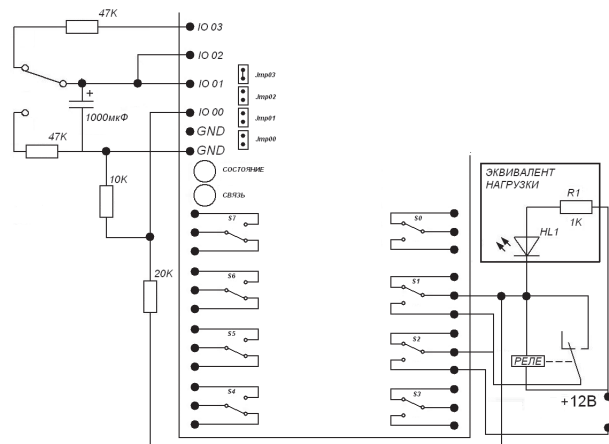 47K
IO 03
IO 02
IO 01
Jmp03
Jmp02
+
1000мкФ
IO 00
Jmp01
GND
47K
GND
Jmp00
СОСТОЯНИЕ
СВЯЗЬ
10K
ЭКВИВАЛЕНТ
НАГРУЗКИ
R1
1K
HL1
S7
S0
20K
S6
S1
S5
S2
РЕЛЕ
S4
S3
+12В